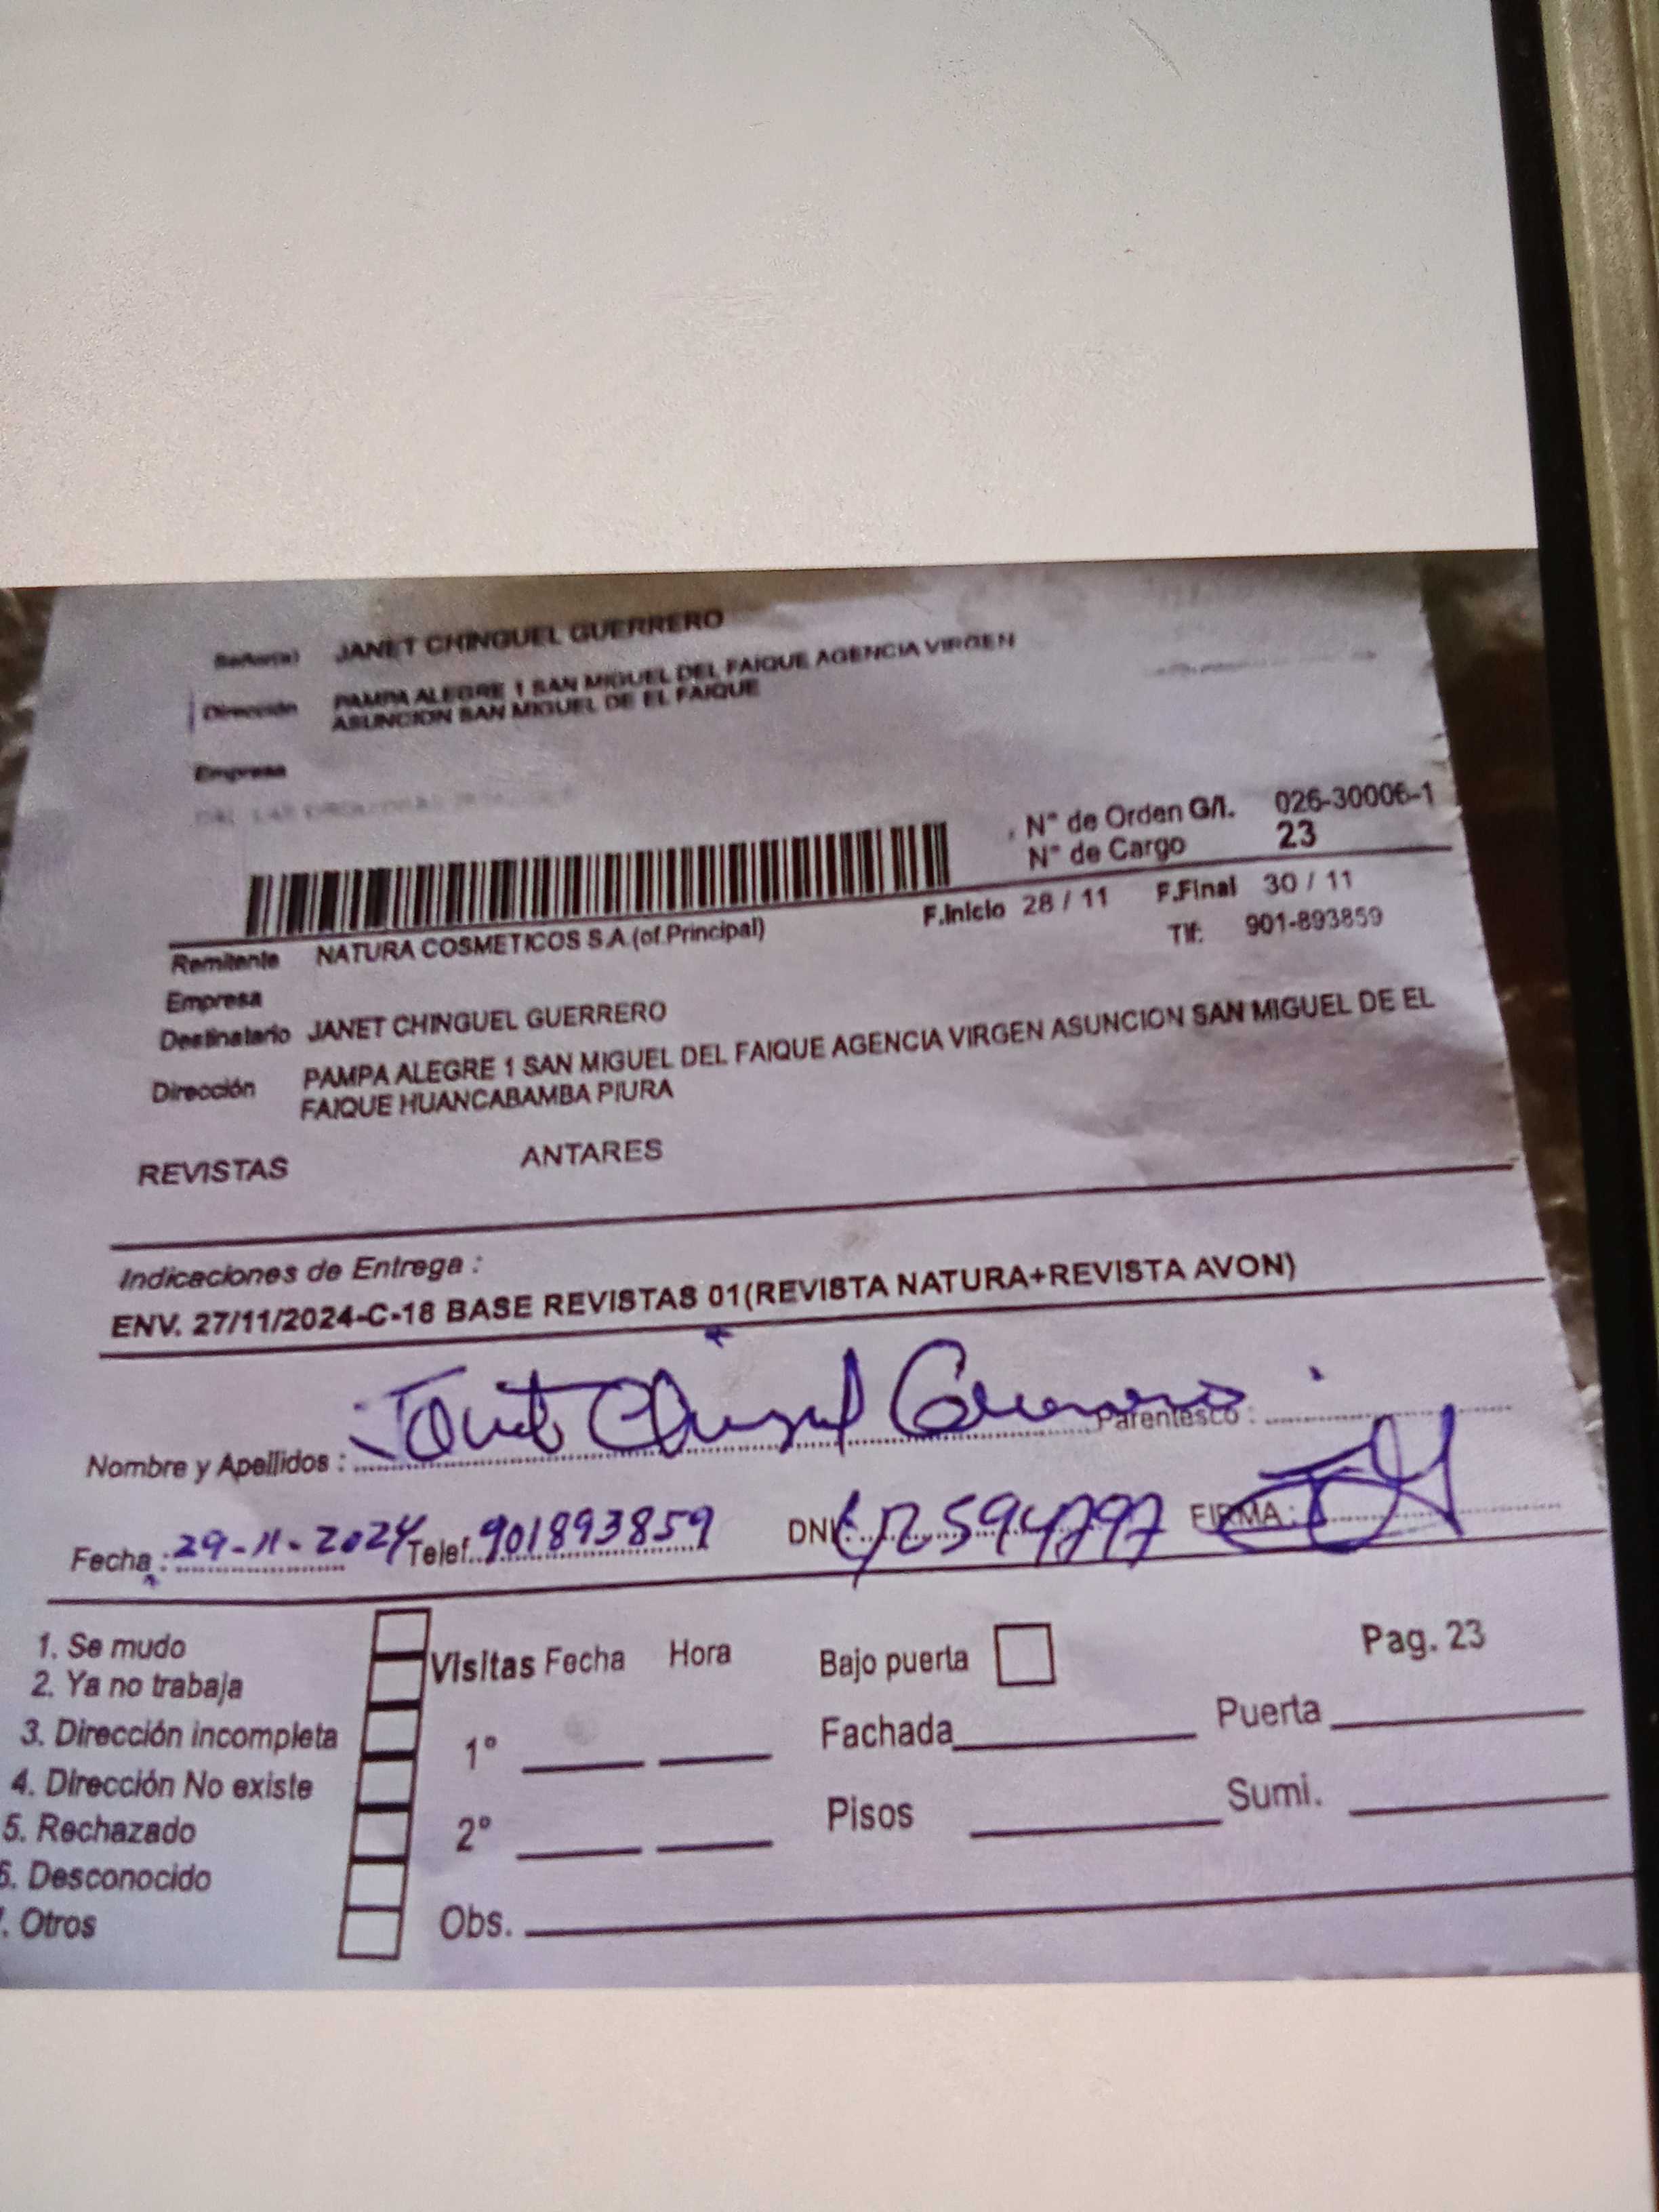 Señor(a) JANET CHINGUEL GUERRERO
Dirección PAMPA ALEGRE 1 SAN MIGUEL DEL FAIQUE AGENCIA VIRGEN
ASUNCION SAN MIGUEL DE EL FAIQUE
Empresa
N° de Orden G/I. 026-30006-1
N° de Cargo 23
F.Inicio 28 / 11 F.Final 30 / 11
Remitente NATURA COSMETICOS S.A.(of.Principal) Tlf: 901-893859
Empresa
Destinatario JANET CHINGUEL GUERRERO
Dirección PAMPA ALEGRE 1 SAN MIGUEL DEL FAIQUE AGENCIA VIRGEN ASUNCION SAN MIGUEL DE EL
FAIQUE HUANCABAMBA PIURA
REVISTAS ANTARES
Indicaciones de Entrega :
ENV. 27/11/2024-C-18 BASE REVISTAS 01(REVISTA NATURA+REVISTA AVON)
Nombre y Apellidos : Janet Chinguel Guerrero Parentesco :
Fecha : 29-11-2024 Telef. 901893859 DNI: FIRMA :
1. Se mudo
2. Ya no trabaja
3. Dirección incompleta
4. Dirección No existe
5. Rechazado
6. Desconocido
. Otros
Visitas Fecha Hora
1°
2°
Obs.
Bajo puerta
Fachada
Pisos
Pag. 23
Puerta
Sumi.